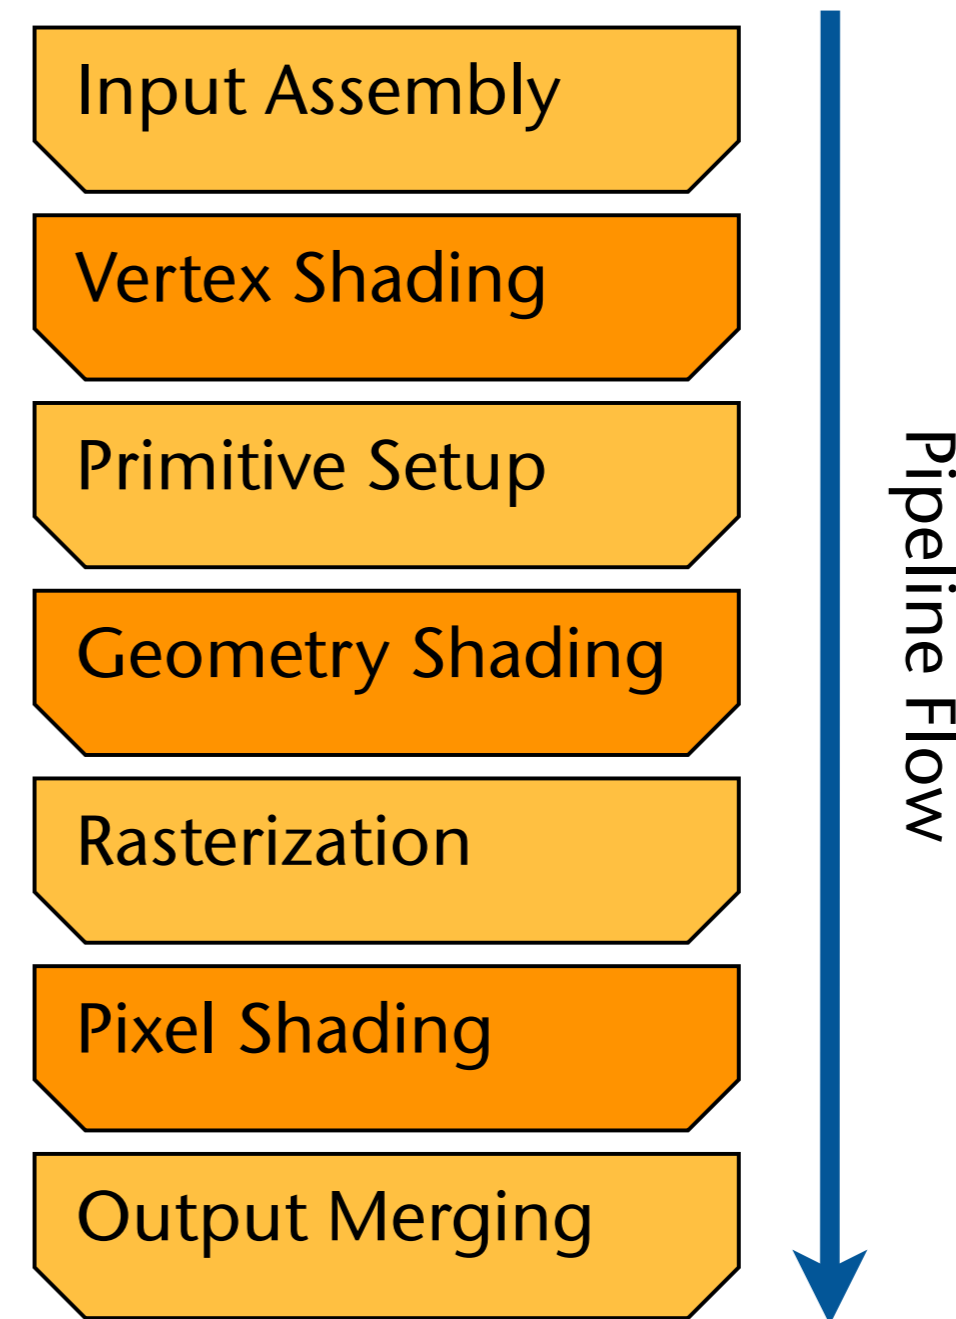 Input Assembly
Vertex Shading
Primitive Setup
Geometry Shading
Rasterization
Pixel Shading
Output Merging
Pipeline Flow